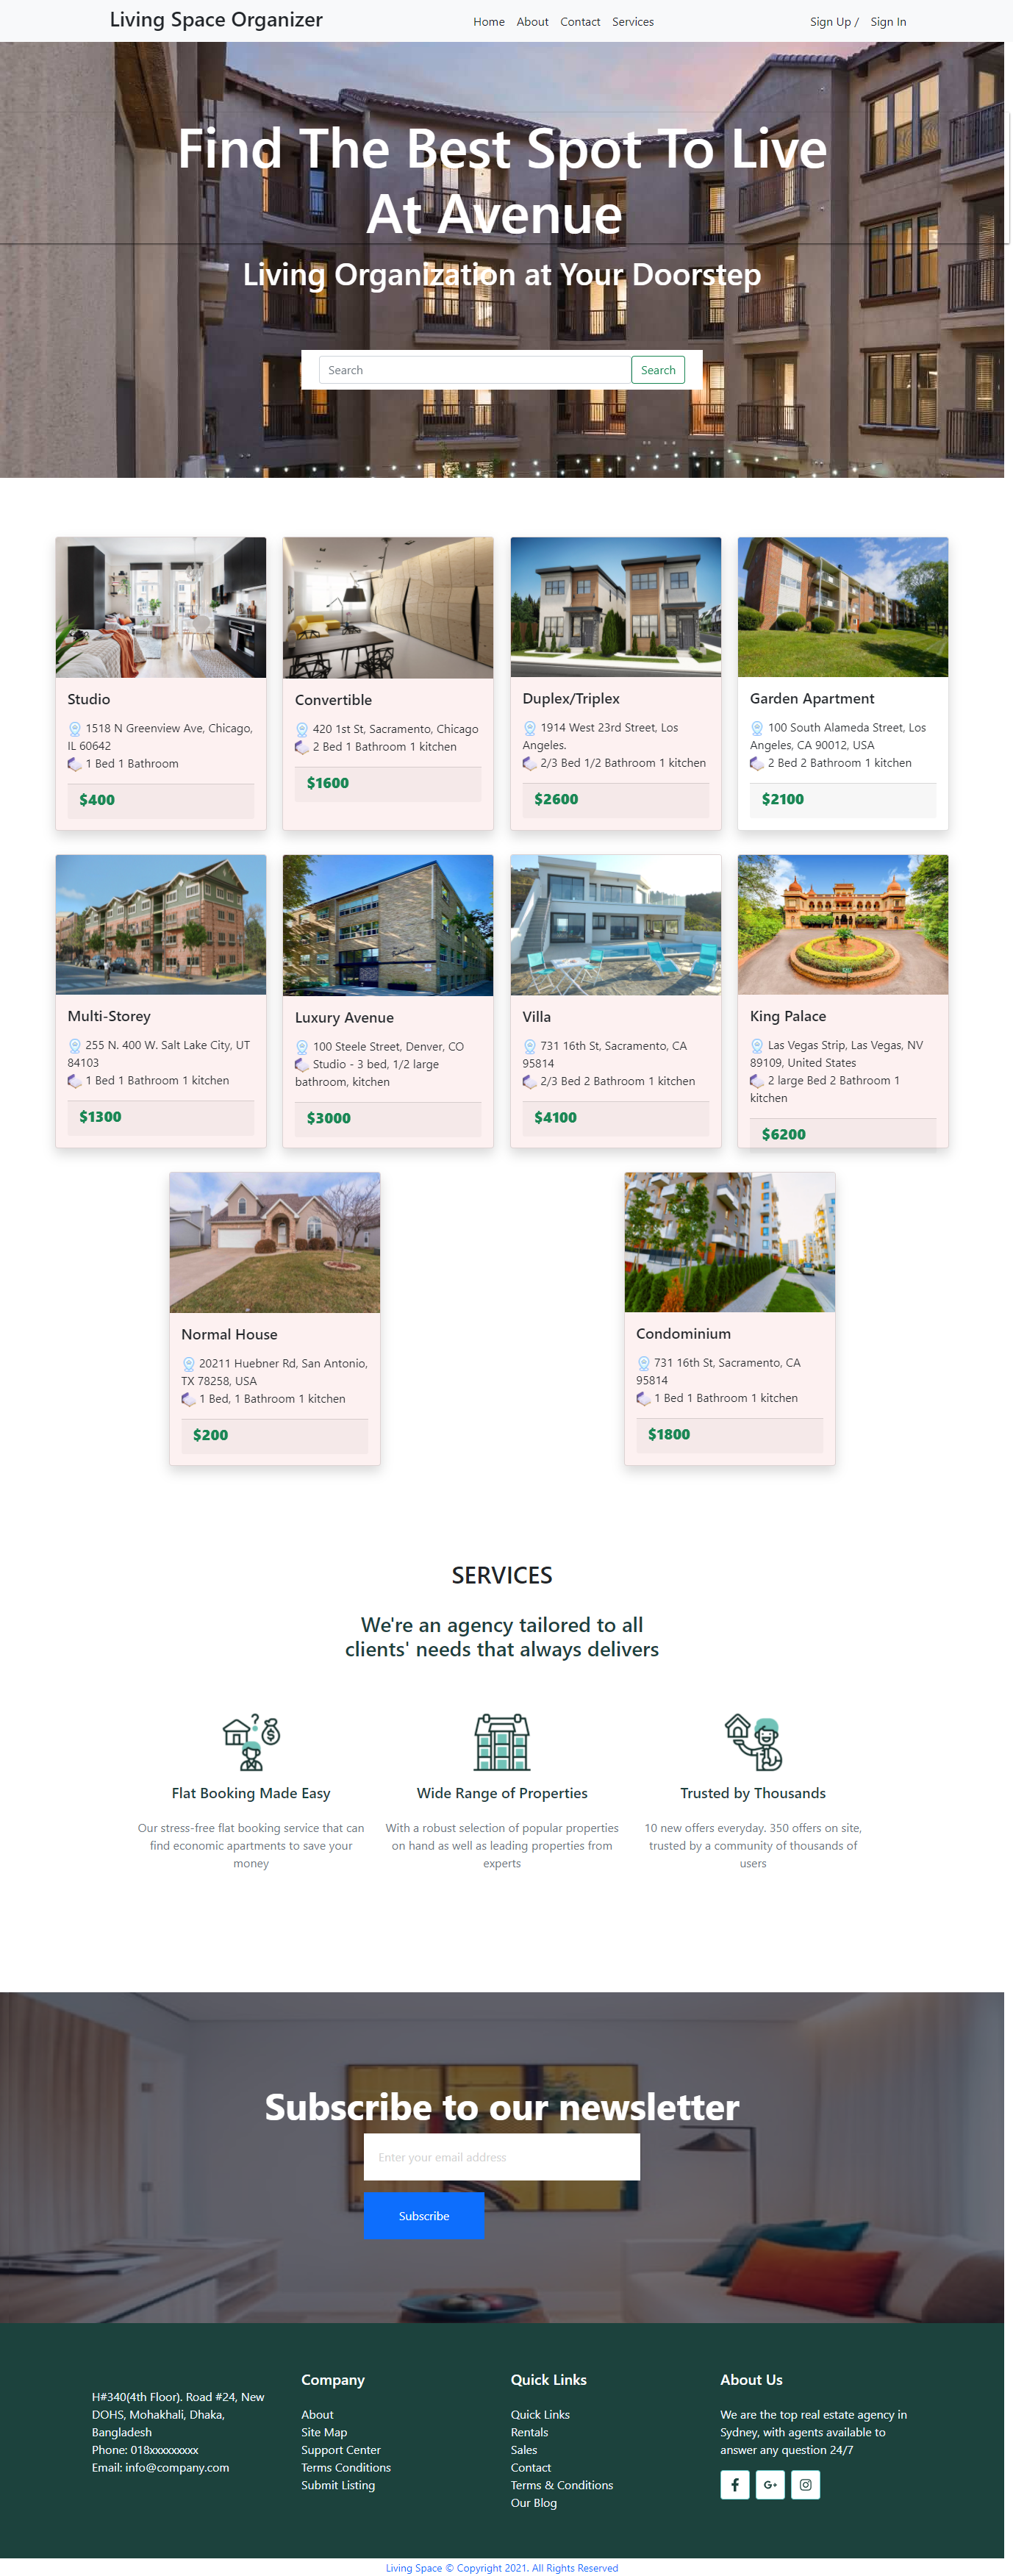 Living Space Organizer
Home About Contact Services
Sign Up / Sign In
Find The Best Spot To Live
At Avenue
Living Organization at Your Doorstep
Search
Search
Studio
1518 N Greenview Ave, Chicago,
IL 60642
1 Bed 1 Bathroom
$400
Convertible
420 1st St, Sacramento, Chicago
2 Bed 1 Bathroom 1 kitchen
$1600
Duplex/Triplex
1914 West 23rd Street, Los
Angeles.
2/3 Bed 1/2 Bathroom 1 kitchen
$2600
Garden Apartment
100 South Alameda Street, Los
Angeles, CA 90012, USA
2 Bed 2 Bathroom 1 kitchen
$2100
Multi-Storey
255 N. 400 W. Salt Lake City, UT
84103
1 Bed 1 Bathroom 1 kitchen
$1300
Luxury Avenue
100 Steele Street, Denver, CO
Studio - 3 bed, 1/2 large
bathroom, kitchen
$3000
Villa
731 16th St, Sacramento, CA
95814
2/3 Bed 2 Bathroom 1 kitchen
$4100
King Palace
Las Vegas Strip, Las Vegas, NV
89109, United States
2 large Bed 2 Bathroom 1
kitchen
$6200
Normal House
20211 Huebner Rd, San Antonio,
TX 78258, USA
1 Bed, 1 Bathroom 1 kitchen
$200
Condominium
731 16th St, Sacramento, CA
95814
1 Bed 1 Bathroom 1 kitchen
$1800
SERVICES
We're an agency tailored to all
clients' needs that always delivers
Flat Booking Made Easy
Our stress-free flat booking service that can
find economic apartments to save your
money
Wide Range of Properties
With a robust selection of popular properties
on hand as well as leading properties from
experts
Trusted by Thousands
10 new offers everyday. 350 offers on site,
trusted by a community of thousands of
users
Subscribe to our newsletter
Enter your email address
Subscribe
H#340(4th Floor). Road #24, New
DOHS, Mohakhali, Dhaka,
Bangladesh
Phone: 018xxxxxxxxx
Email: info@company.com
Company
About
Site Map
Support Center
Terms Conditions
Submit Listing
Quick Links
Quick Links
Rentals
Sales
Contact
Terms & Conditions
Our Blog
About Us
We are the top real estate agency in
Sydney, with agents available to
answer any question 24/7
Living Space © Copyright 2021. All Rights Reserved